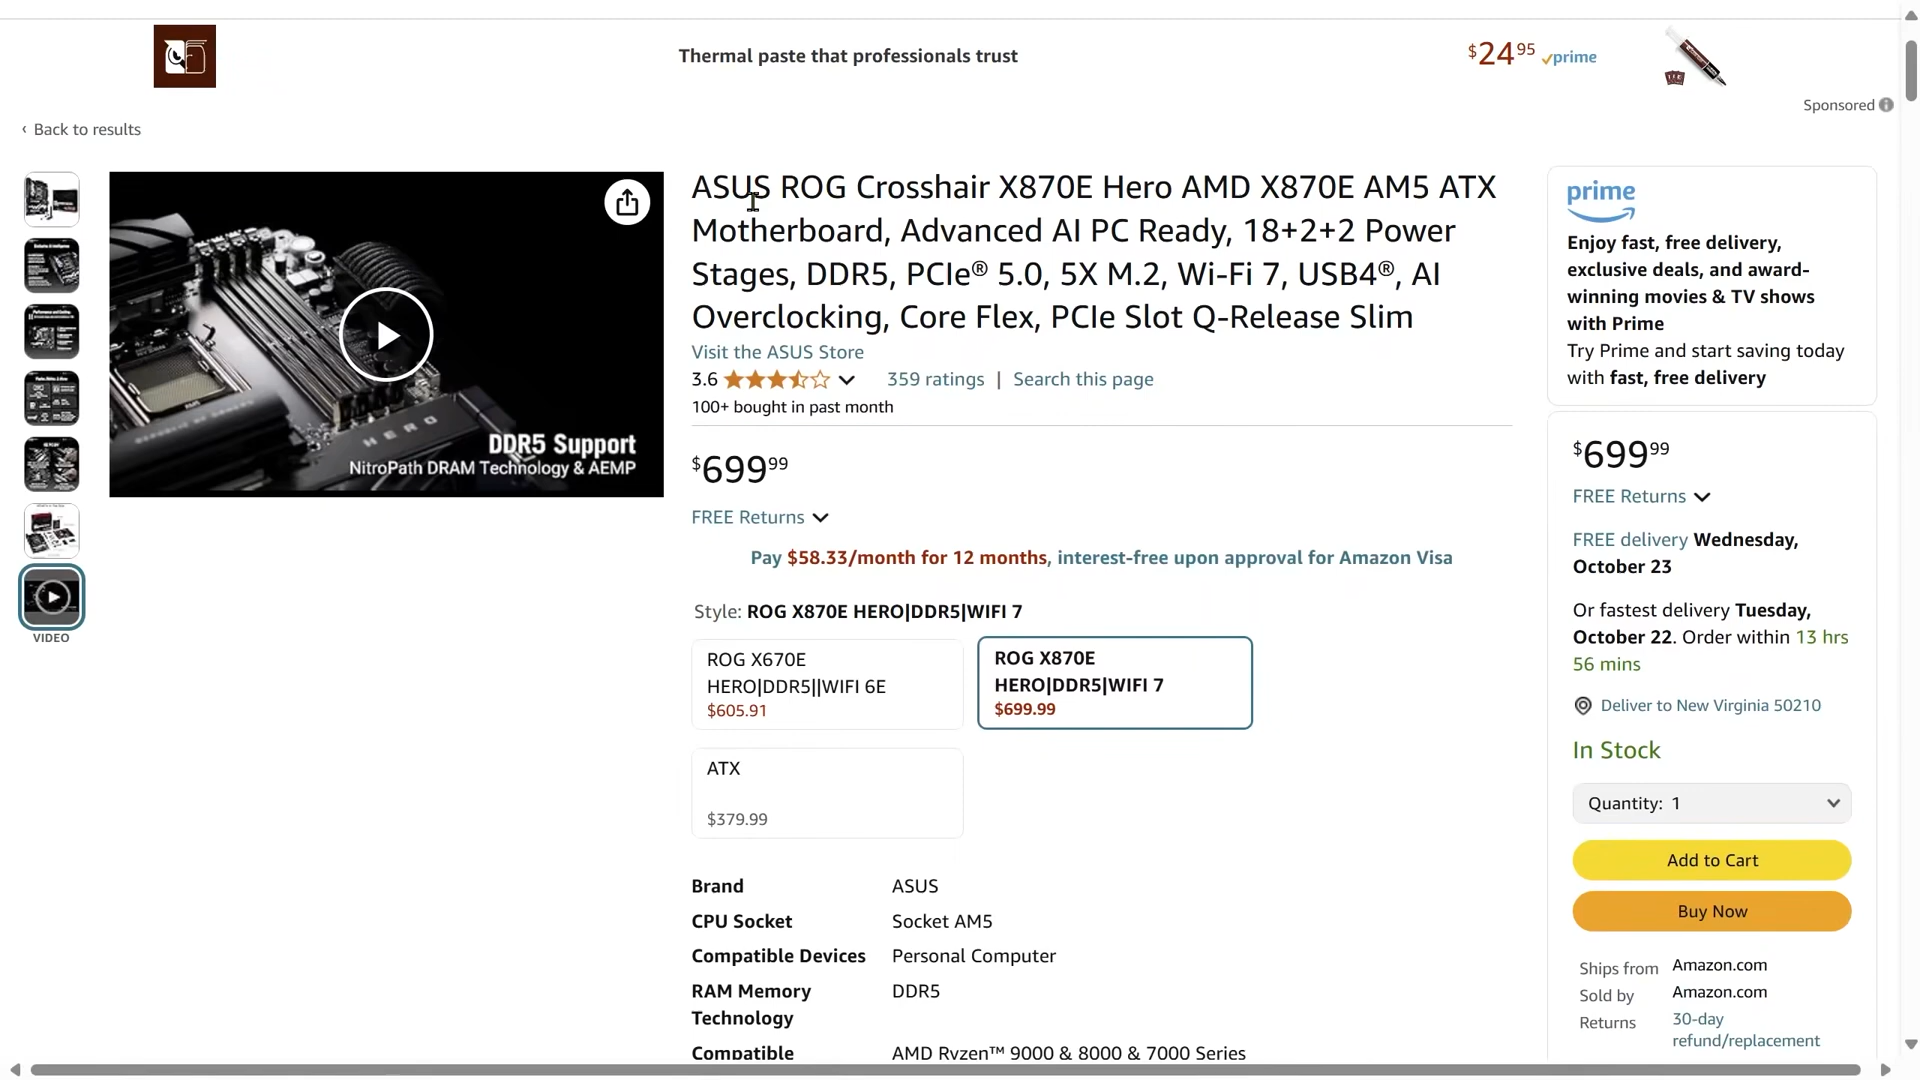 Thermal paste that professionals trust
$24 95 prime
Sponsored
‹ Back to results
VIDEO
HERO
DDR5 Support
NitroPath DRAM Technology & AEMP
ASUS ROG Crosshair X870E Hero AMD X870E AM5 ATX
Motherboard, Advanced AI PC Ready, 18+2+2 Power
Stages, DDR5, PCIe® 5.0, 5X M.2, Wi-Fi 7, USB4®, AI
Overclocking, Core Flex, PCIe Slot Q-Release Slim
Visit the ASUS Store
3.6 359 ratings | Search this page
100+ bought in past month
$699 99
FREE Returns
Pay $58.33/month for 12 months, interest-free upon approval for Amazon Visa
Style: ROG X870E HERO|DDR5|WIFI 7
ROG X670E
HERO|DDR5||WIFI 6E
$605.91
ROG X870E
HERO|DDR5|WIFI 7
$699.99
ATX
$379.99
Brand ASUS
CPU Socket Socket AM5
Compatible Devices Personal Computer
RAM Memory DDR5
Technology
Compatible AMD Ryzen™ 9000 & 8000 & 7000 Series
prime
Enjoy fast, free delivery,
exclusive deals, and award-
winning movies & TV shows
with Prime
Try Prime and start saving today
with fast, free delivery
$699 99
FREE Returns
FREE delivery Wednesday,
October 23
Or fastest delivery Tuesday,
October 22. Order within 13 hrs
56 mins
Deliver to New Virginia 50210
In Stock
Quantity: 1
Add to Cart
Buy Now
Ships from Amazon.com
Sold by Amazon.com
Returns 30-day
refund/replacement